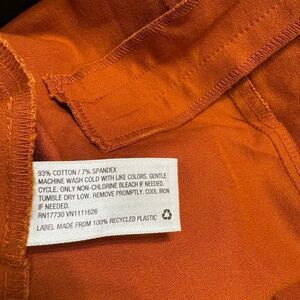 93% COTTON / 7% SPANDEX
MACHINE WASH COLD WITH LIKE COLORS. GENTLE
CYCLE. ONLY NON-CHLORINE BLEACH IF NEEDED.
TUMBLE DRY LOW. REMOVE PROMPTLY. COOL IRON
IF NEEDED.
RN17730 VN1111626
LABEL MADE FROM 100% RECYCLED PLASTIC